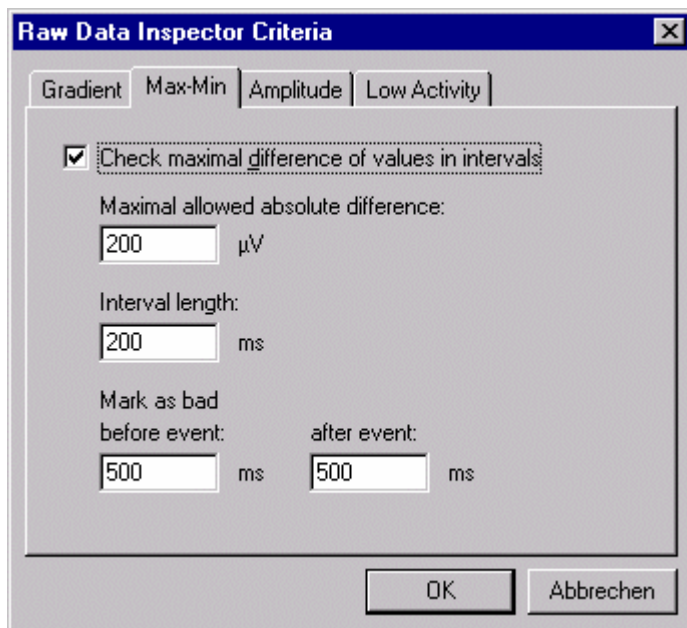 Raw Data Inspector Criteria
Gradient Max-Min Amplitude Low Activity
Check maximal difference of values in intervals
Maximal allowed absolute difference:
200 µV
Interval length:
200 ms
Mark as bad
before event: after event:
500 ms 500 ms
OK Abbrechen